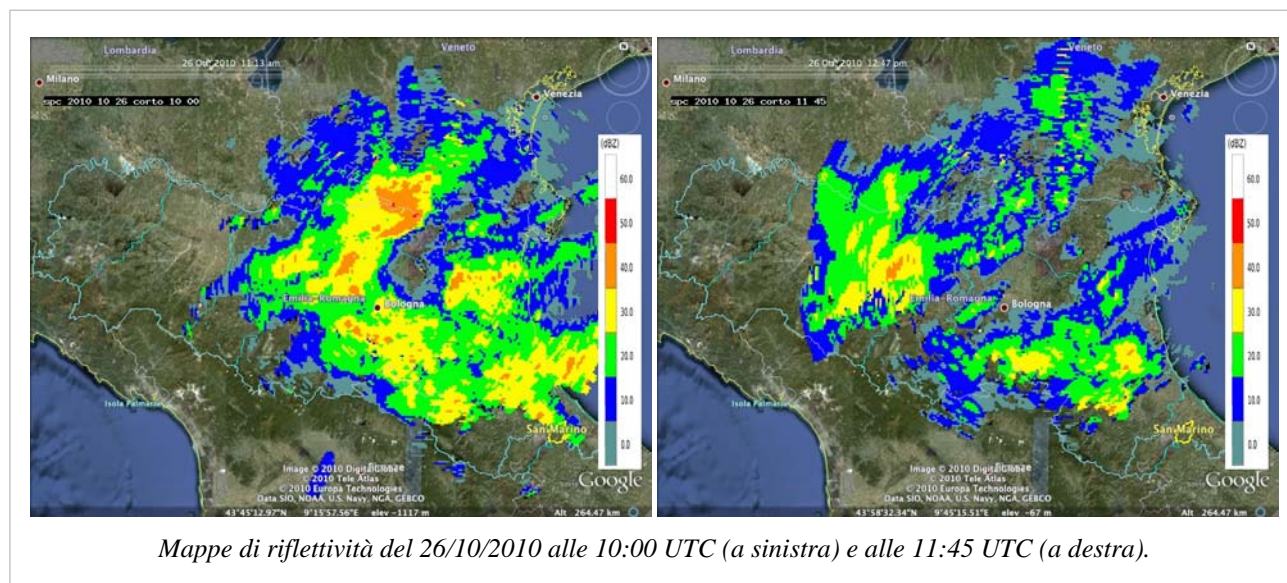 Lombardia
Veneto
26 Ott 2010 11:13 am
Milano
Venezia
spc 2010 10 26 corto 10 00
(dBZ)
60.0
50.0
40.0
30.0
20.0
10.0
0.0
Emilia-Romagna
Bologna
Isola Palmaria
San Marino
Image © 2010 DigitalGlobe
© 2010 Tele Atlas
© 2010 Europa Technologies
Data SIO, NOAA, U.S. Navy, NGA, GEBCO
Google
43°45'12.97"N 9°15'57.56"E elev -1117 m
Alt 264.47 km
Lombardia
Veneto
26 Ott 2010 12:47 pm
Milano
Venezia
spc 2010 10 26 corto 11 45
(dBZ)
60.0
50.0
40.0
30.0
20.0
10.0
0.0
Emilia-Romagna
Bologna
Isola Palmaria
San Marino
Image © 2010 DigitalGlobe
© 2010 Tele Atlas
© 2010 Europa Technologies
Data SIO, NOAA, U.S. Navy, NGA, GEBCO
Google
43°58'32.34"N 9°45'15.51"E elev -67 m
Alt 264.47 km
Mappe di riflettività del 26/10/2010 alle 10:00 UTC (a sinistra) e alle 11:45 UTC (a destra).